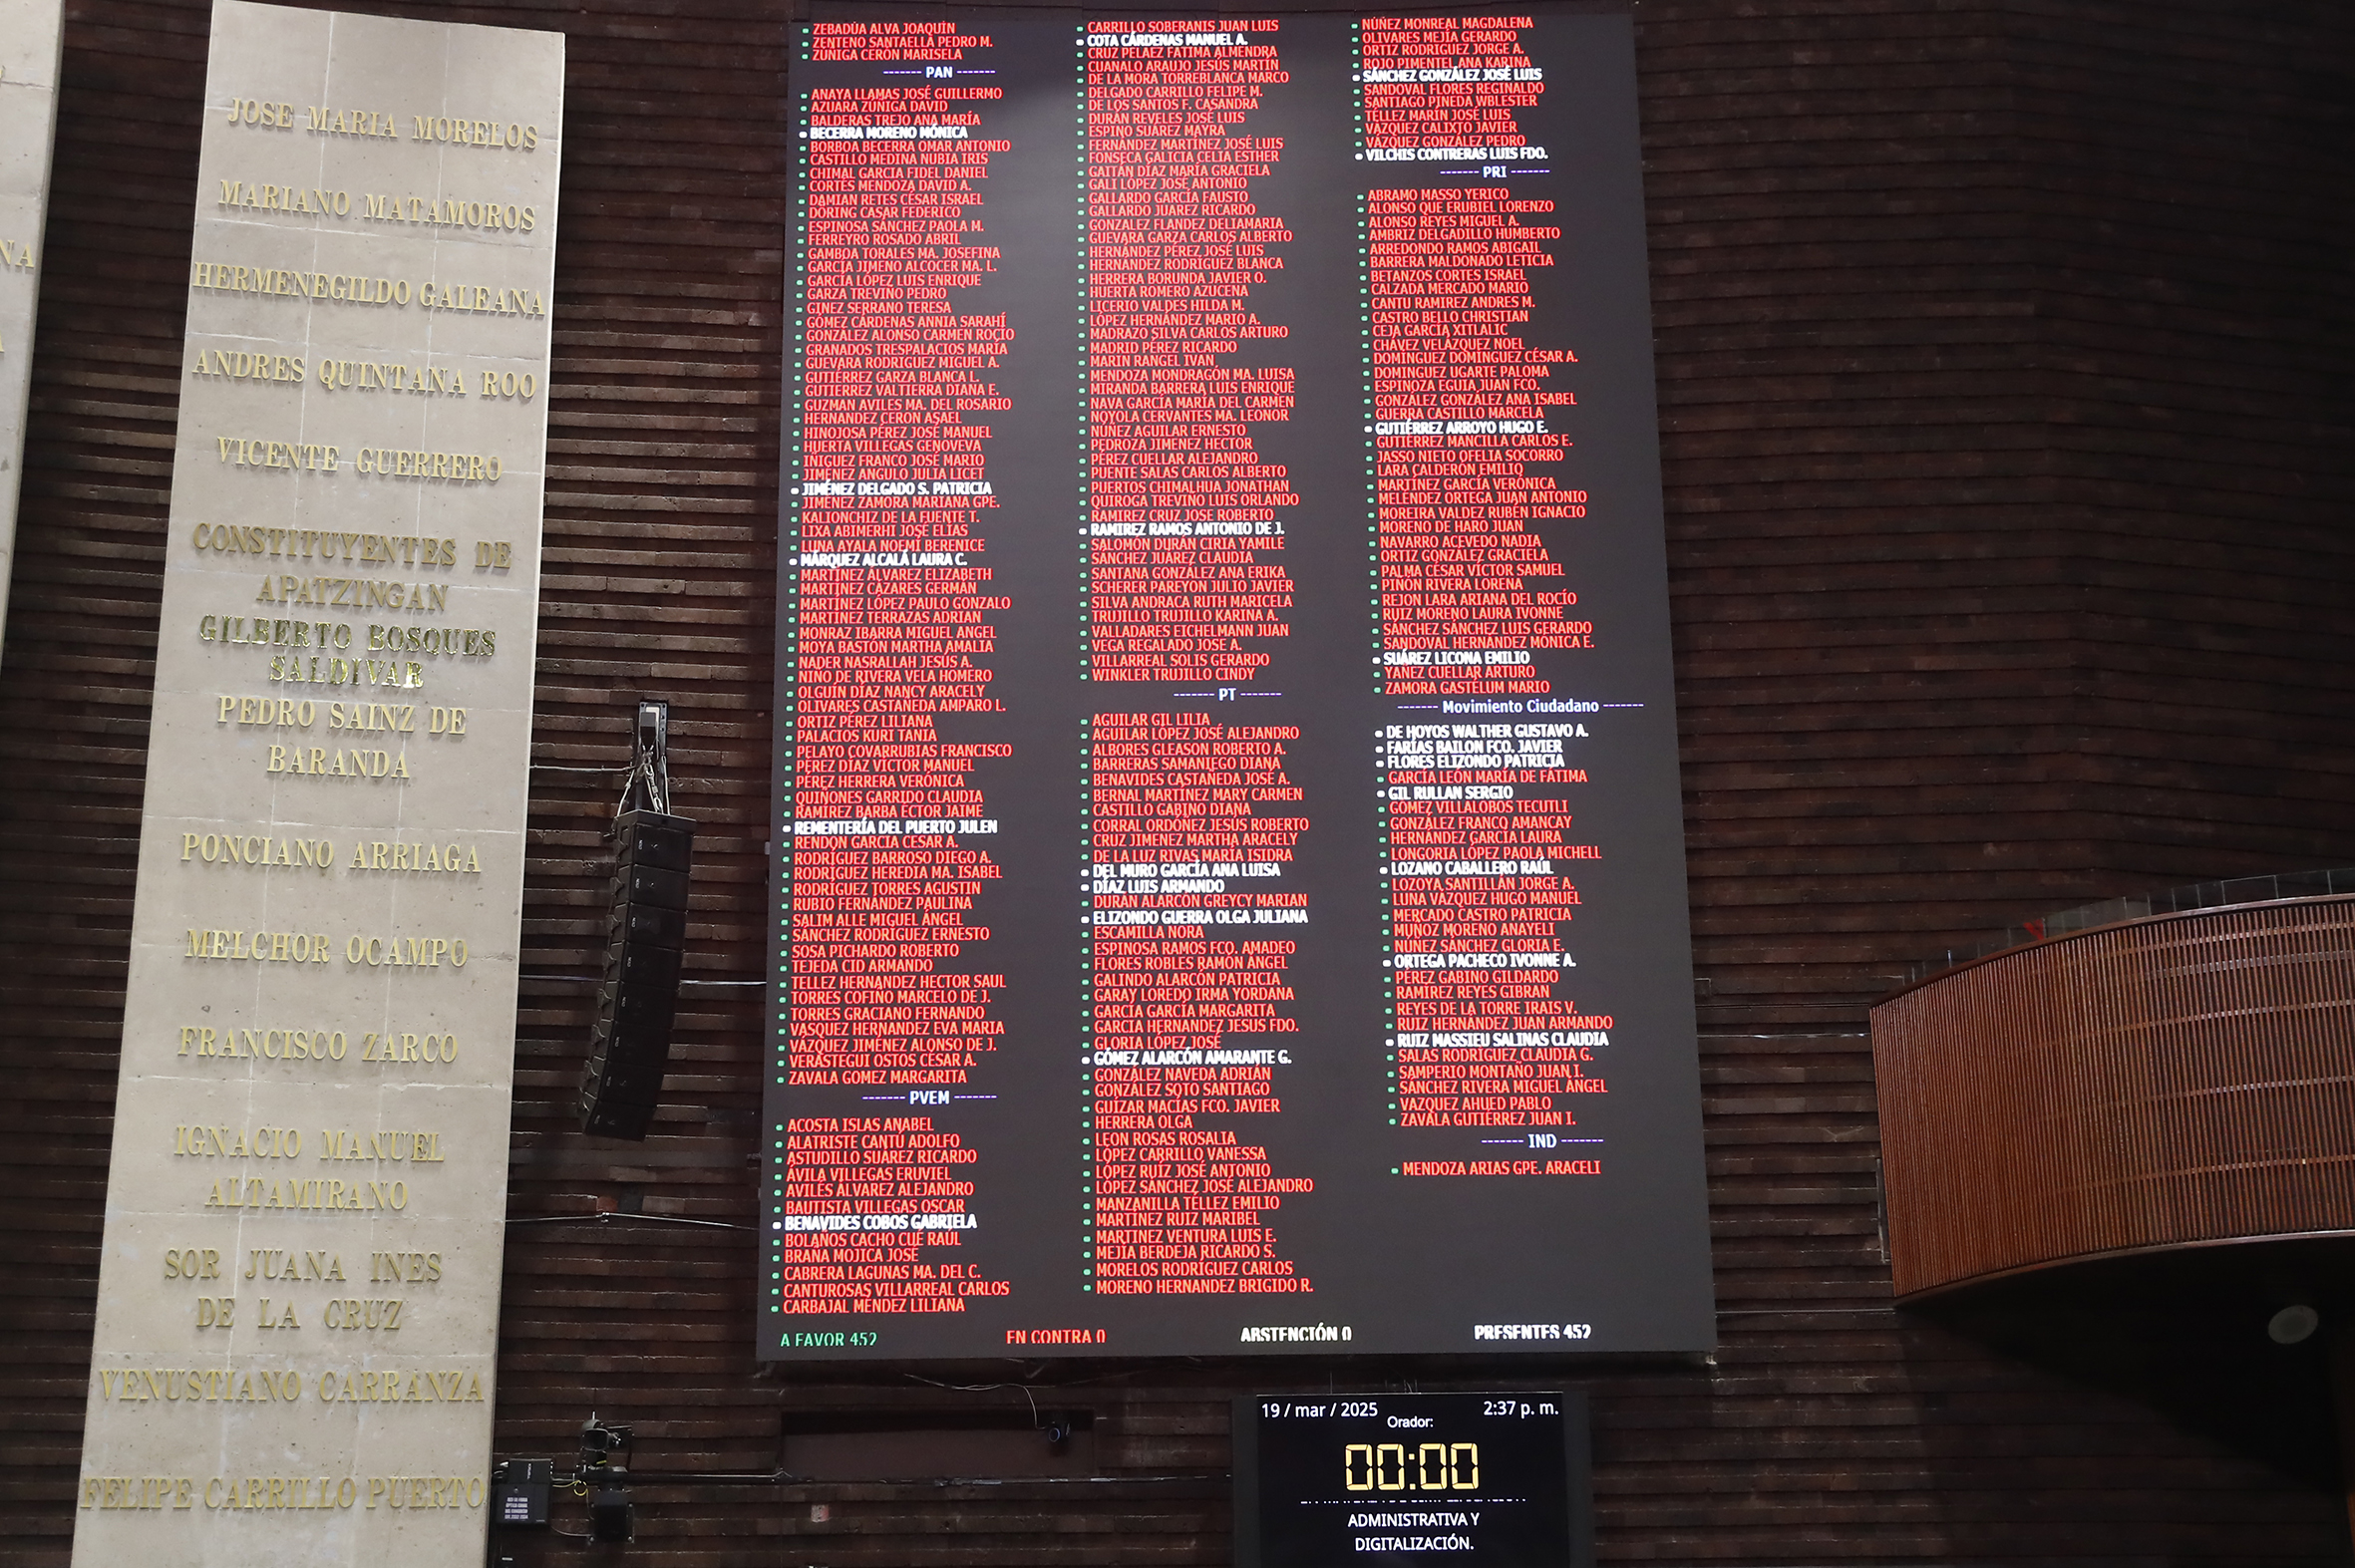 NA
A
JOSE MARIA MORELOS
MARIANO MATAMOROS
HERMENEGILDO GALEANA
ANDRES QUINTANA ROO
VICENTE GUERRERO
CONSTITUYENTES DE
APATZINGAN
GILBERTO BOSQUES
SALDIVAR
PEDRO SAINZ DE
BARANDA
PONCIANO ARRIAGA
MELCHOR OCAMPO
FRANCISCO ZARCO
IGNACIO MANUEL
ALTAMIRANO
SOR JUANA INES
DE LA CRUZ
VENUSTIANO CARRANZA
FELIPE CARRILLO PUERTO
ZEBADÚA ALVA JOAQUÍN
ZENTENO SANTAELLA PEDRO M.
ZÚÑIGA CERÓN MARISELA
------- PAN -------
ANAYA LLAMAS JOSÉ GUILLERMO
AZUARA ZÚÑIGA DAVID
BALDERAS TREJO ANA MARÍA
BECERRA MORENO MÓNICA
BORBOA BECERRA OMAR ANTONIO
CASTILLO MEDINA NUBIA IRIS
CHIMAL GARCIA FIDEL DANIEL
CORTÉS MENDOZA DAVID A.
DAMIAN RETES CÉSAR ISRAEL
DÖRING CASAR FEDERICO
ESPINOSA SÁNCHEZ PAOLA M.
FERREYRO ROSADO ABRIL
GAMBOA TORALES MA. JOSEFINA
GARCÍA JIMENO ALCOCER MA. L.
GARCÍA LÓPEZ LUIS ENRIQUE
GARZA TREVINO PEDRO
GINEZ SERRANO TERESA
GÓMEZ CÁRDENAS ANNIA SARAHÍ
GONZÁLEZ ALONSO CARMEN ROCÍO
GRANADOS TRESPALACIOS MARÍA
GUEVARA RODRÍGUEZ MIGUEL A.
GUTIÉRREZ GARZA BLANCA L.
GUTIERREZ VALTIERRA DIANA E.
GUZMAN AVILES MA. DEL ROSARIO
HERNANDEZ CERON ASAEL
HINOJOSA PÉREZ JOSÉ MANUEL
HUERTA VILLEGAS GENOVEVA
IÑIGUEZ FRANCO JOSÉ MARIO
JIMÉNEZ ANGULO JULIA LICET
JIMÉNEZ DELGADO S. PATRICIA
JIMÉNEZ ZAMORA MARIANA GPE.
KALIONCHIZ DE LA FUENTE T.
LIXA ABIMERHI JOSÉ ELÍAS
LUNA AYALA NOEMÍ BERENICE
MÁRQUEZ ALCALÁ LAURA C.
MARTÍNEZ ÁLVAREZ ELIZABETH
MARTÍNEZ CÁZARES GERMÁN
MARTÍNEZ LÓPEZ PAULO GONZALO
MARTÍNEZ TERRAZAS ADRIÁN
MONRAZ IBARRA MIGUEL ANGEL
MOYA BASTÓN MARTHA AMALIA
NADER NASRALLAH JESÚS A.
NIÑO DE RIVERA VELA HOMERO
OLGUÍN DÍAZ NANCY ARACELY
OLIVARES CASTAÑEDA AMPARO L.
ORTIZ PÉREZ LILIANA
PALACIOS KURI TANIA
PELAYO COVARRUBIAS FRANCISCO
PEREZ DÍAZ VÍCTOR MANUEL
PÉREZ HERRERA VERÓNICA
QUIÑONES GARRIDO CLAUDIA
RAMÍREZ BARBA ECTOR JAIME
REMENTERÍA DEL PUERTO JULEN
RENDÓN GARCÍA CÉSAR A.
RODRÍGUEZ BARROSO DIEGO A.
RODRÍGUEZ HEREDIA MA. ISABEL
RODRÍGUEZ TORRES AGUSTÍN
RUBIO FERNÁNDEZ PAULINA
SALIM ALLE MIGUEL ÁNGEL
SÁNCHEZ RODRÍGUEZ ERNESTO
SOSA PICHARDO ROBERTO
TEJEDA CID ARMANDO
TÉLLEZ HERNÁNDEZ HÉCTOR SAÚL
TORRES COFIÑO MARCELO DE J.
TORRES GRACIANO FERNANDO
VÁSQUEZ HERNÁNDEZ EVA MARIA
VÁZQUEZ JIMÉNEZ ALONSO DE J.
VERÁSTEGUI OSTOS CÉSAR A.
ZAVALA GÓMEZ MARGARITA
------- PVEM -------
ACOSTA ISLAS ANABEL
ALATRISTE CANTÚ ADOLFO
ASTUDILLO SUÁREZ RICARDO
ÁVILA VILLEGAS ERUVIEL
AVILÉS ÁLVAREZ ALEJANDRO
BAUTISTA VILLEGAS OSCAR
BENAVIDES COBOS GABRIELA
BOLAÑOS CACHO CUÉ RAÚL
BRAÑA MOJICA JOSÉ
CABRERA LAGUNAS MA. DEL C.
CANTUROSAS VILLARREAL CARLOS
CARBAJAL MÉNDEZ LILIANA
CARRILLO SOBERANIS JUAN LUIS
COTA CÁRDENAS MANUEL A.
CRUZ PELÁEZ FÁTIMA ALMENDRA
CUANALO ARAUJO JESÚS MARTÍN
DE LA MORA TORREBLANCA MARCO
DELGADO CARRILLO FELIPE M.
DE LOS SANTOS F. CASANDRA
DURÁN REVELES JOSÉ LUIS
ESPINO SUÁREZ MAYRA
FERNÁNDEZ MARTÍNEZ JOSÉ LUIS
FONSECA GALICIA CELIA ESTHER
GAITÁN DÍAZ MARÍA GRACIELA
GALI LÓPEZ JOSÉ ANTONIO
GALLARDO GARCÍA FAUSTO
GALLARDO JUÁREZ RICARDO
GONZÁLEZ FLANDEZ DELIAMARIA
GUEVARA GARZA CARLOS ALBERTO
HERNÁNDEZ PÉREZ JOSÉ LUIS
HERNÁNDEZ RODRÍGUEZ BLANCA
HERRERA BORUNDA JAVIER O.
HUERTA ROMERO AZUCENA
LICERIO VALDÉS HILDA M.
LÓPEZ HERNÁNDEZ MARIO A.
MADRAZO SILVA CARLOS ARTURO
MADRID PÉREZ RICARDO
MARÍN RANGEL IVÁN
MENDOZA MONDRAGÓN MA. LUISA
MIRANDA BARRERA LUIS ENRIQUE
NAVA GARCÍA MARÍA DEL CARMEN
NOYOLA CERVANTES MA. LEONOR
NÚÑEZ AGUILAR ERNESTO
PEDROZA JIMÉNEZ HÉCTOR
PÉREZ CUÉLLAR ALEJANDRO
PUENTE SALAS CARLOS ALBERTO
PUERTOS CHIMALHUA JONATHAN
QUIROGA TREVIÑO LUIS ORLANDO
RAMÍREZ CRUZ JOSÉ ROBERTO
RAMIREZ RAMOS ANTONIO DE J.
SALOMÓN DURÁN CIRIA YAMILE
SÁNCHEZ JUÁREZ CLAUDIA
SANTANA GONZÁLEZ ANA ERIKA
SCHERER PAREYÓN JULIO JAVIER
SILVA ANDRACA RUTH MARICELA
TRUJILLO TRUJILLO KARINA A.
VALLADARES EICHELMANN JUAN
VEGA REGALADO JOSÉ A.
VILLARREAL SOLÍS GERARDO
WINKLER TRUJILLO CINDY
------- PT -------
AGUILAR GIL LILIA
AGUILAR LÓPEZ JOSÉ ALEJANDRO
ALBORES GLEASON ROBERTO A.
BARRERAS SAMANIEGO DIANA
BENAVIDES CASTAÑEDA JOSÉ A.
BERNAL MARTÍNEZ MARY CARMEN
CASTILLO GABINO DIANA
CORRAL ORDÓÑEZ JESÚS ROBERTO
CRUZ JIMÉNEZ MARTHA ARACELY
DE LA LUZ RIVAS MARÍA ISIDRA
DEL MURO GARCÍA ANA LUISA
DÍAZ LUIS ARMANDO
DURÁN ALARCÓN GREYCY MARIAN
ELIZONDO GUERRA OLGA JULIANA
ESCAMILLA NORA
ESPINOSA RAMOS FCO. AMADEO
FLORES ROBLES RAMÓN ÁNGEL
GALINDO ALARCÓN PATRICIA
GARAY LOREDO IRMA YORDANA
GARCÍA GARCÍA MARGARITA
GARCÍA HERNÁNDEZ JESÚS FDO.
GLORIA LÓPEZ JOSÉ
GÓMEZ ALARCÓN AMARANTE G.
GONZÁLEZ NAVEDA ADRIÁN
GONZÁLEZ SOTO SANTIAGO
GUÍZAR MACÍAS FCO. JAVIER
HERRERA OLGA
LEÓN ROSAS ROSALÍA
LÓPEZ CARRILLO VANESSA
LÓPEZ RUÍZ JOSÉ ANTONIO
LÓPEZ SÁNCHEZ JOSÉ ALEJANDRO
MANZANILLA TÉLLEZ EMILIO
MARTÍNEZ RUIZ MARIBEL
MARTÍNEZ VENTURA LUIS E.
MEJÍA BERDEJA RICARDO S.
MORELOS RODRÍGUEZ CARLOS
MORENO HERNÁNDEZ BRIGIDO R.
NÚÑEZ MONREAL MAGDALENA
OLIVARES MEJÍA GERARDO
ORTIZ RODRÍGUEZ JORGE A.
ROJO PIMENTEL ANA KARINA
SÁNCHEZ GONZÁLEZ JOSÉ LUIS
SANDOVAL FLORES REGINALDO
SANTIAGO PINEDA WBLESTER
TÉLLEZ MARÍN JOSÉ LUIS
VÁZQUEZ CALIXTO JAVIER
VÁZQUEZ GONZÁLEZ PEDRO
VILCHIS CONTRERAS LUIS FDO.
------- PRI -------
ABRAMO MASSO YERICO
ALONSO QUE ERUBIEL LORENZO
ALONSO REYES MIGUEL A.
AMBRIZ DELGADILLO HUMBERTO
ARREDONDO RAMOS ABIGAIL
BARRERA MALDONADO LETICIA
BETANZOS CORTES ISRAEL
CALZADA MERCADO MARIO
CANTÚ RAMÍREZ ANDRÉS M.
CASTRO BELLO CHRISTIAN
CEJA GARCÍA XITLALIC
CHÁVEZ VELÁZQUEZ NOEL
DOMÍNGUEZ DOMÍNGUEZ CÉSAR A.
DOMINGUEZ UGARTE PALOMA
ESPINOZA EGUIA JUAN FCO.
GONZÁLEZ GONZÁLEZ ANA ISABEL
GUERRA CASTILLO MARCELA
GUTIÉRREZ ARROYO HUGO E.
GUTIÉRREZ MANCILLA CARLOS E.
JASSO NIETO OFELIA SOCORRO
LARA CALDERÓN EMILIO
MARTÍNEZ GARCÍA VERÓNICA
MELÉNDEZ ORTEGA JUAN ANTONIO
MOREIRA VALDEZ RUBÉN IGNACIO
MORENO DE HARO JUAN
NAVARRO ACEVEDO NADIA
ORTIZ GONZÁLEZ GRACIELA
PALMA CÉSAR VÍCTOR SAMUEL
PIÑÓN RIVERA LORENA
REJÓN LARA ARIANA DEL ROCÍO
RUIZ MORENO LAURA IVONNE
SÁNCHEZ SÁNCHEZ LUIS GERARDO
SANDOVAL HERNÁNDEZ MÓNICA E.
SUÁREZ LICONA EMILIO
YÁÑEZ CUELLAR ARTURO
ZAMORA GASTÉLUM MARIO
------- Movimiento Ciudadano -------
DE HOYOS WALTHER GUSTAVO A.
FARÍAS BAILÓN FCO. JAVIER
FLORES ELIZONDO PATRICIA
GARCÍA LEÓN MARÍA DE FÁTIMA
GIL RULLAN SERGIO
GÓMEZ VILLALOBOS TECUTLI
GONZÁLEZ FRANCO AMANCAY
HERNÁNDEZ GARCÍA LAURA
LONGORIA LÓPEZ PAOLA MICHELL
LOZANO CABALLERO RAÚL
LOZOYA SANTILLÁN JORGE A.
LUNA VÁZQUEZ HUGO MANUEL
MERCADO CASTRO PATRICIA
MUÑOZ MORENO ANAYELI
NÚÑEZ SÁNCHEZ GLORIA E.
ORTEGA PACHECO IVONNE A.
PÉREZ GABINO GILDARDO
RAMÍREZ REYES GIBRÁN
REYES DE LA TORRE IRAÍS V.
RUIZ HERNÁNDEZ JUAN ARMANDO
RUIZ MASSIEU SALINAS CLAUDIA
SALAS RODRÍGUEZ CLAUDIA G.
SAMPERIO MONTAÑO JUAN I.
SÁNCHEZ RIVERA MIGUEL ÁNGEL
VÁZQUEZ AHUED PABLO
ZAVALA GUTIÉRREZ JUAN I.
------- IND -------
MENDOZA ARIAS GPE. ARACELI
A FAVOR 452
EN CONTRA 0
ABSTENCIÓN 0
PRESENTES 452
19 / mar / 2025
2:37 p. m.
Orador:
00:00
ADMINISTRATIVA Y
DIGITALIZACIÓN.